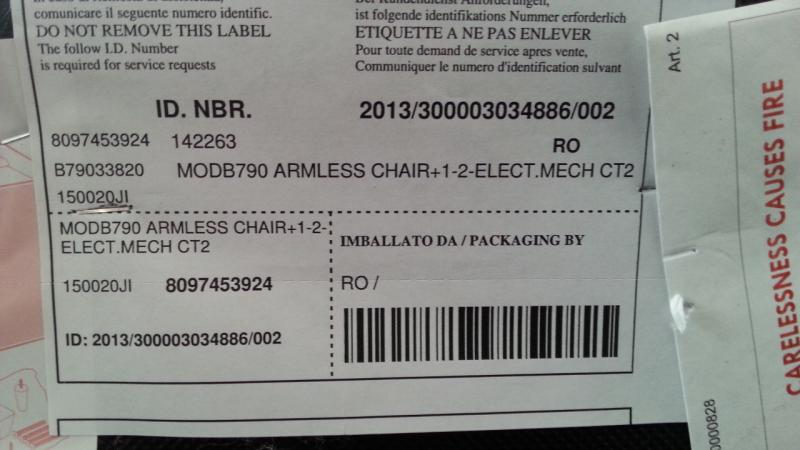 comunicare il seguente numero identific.
DO NOT REMOVE THIS LABEL
The follow I.D. Number
is required for service requests
ist folgende identifikations Nummer erforderlich
ETIQUETTE A NE PAS ENLEVER
Pour toute demand de service apres vente,
Communiquer le numero d'identification sulvant
ID. NBR. 2013/300003034886/002
8097453924 142263 RO
B79033820 MODB790 ARMLESS CHAIR+1-2-ELECT.MECH CT2
150020JI
MODB790 ARMLESS CHAIR+1-2-
ELECT.MECH CT2
150020JI 8097453924
ID: 2013/300003034886/002
IMBALLATO DA / PACKAGING BY
RO /
Art. 2
CARELESSNESS CAUSES FIRE
0000828